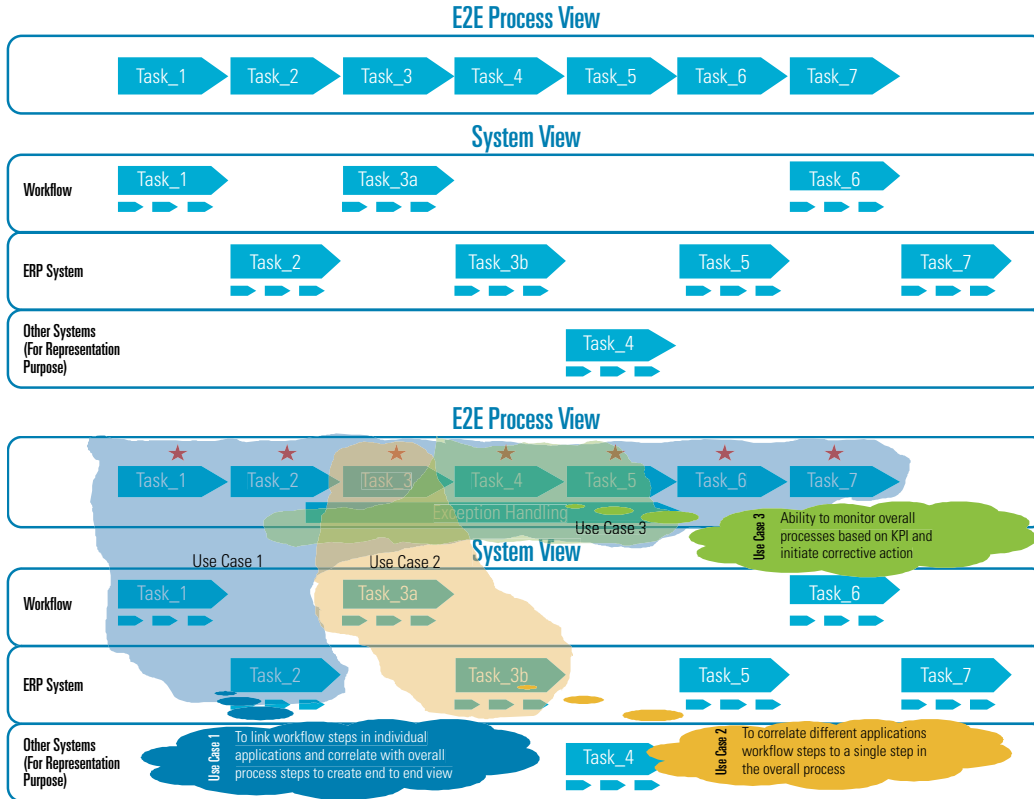 E2E Process View
Task_1 Task_2 Task_3 Task_4 Task_5 Task_6 Task_7
System View
Workflow
Task_1 Task_3a Task_6
ERP System
Task_2 Task_3b Task_5 Task_7
Other Systems
(For Representation
Purpose)
Task_4
E2E Process View
Task_1 Task_2 Task_3 Task_4 Task_5 Task_6 Task_7
Exception Handling
Use Case 3
Use Case 3
Ability to monitor overall
processes based on KPI and
initiate corrective action
System View
Use Case 1 Use Case 2
Workflow
Task_1 Task_3a Task_6
ERP System
Task_2 Task_3b Task_5 Task_7
Other Systems
(For Representation
Purpose)
Use Case 1
To link workflow steps in individual
applications and correlate with overall
process steps to create end to end view
Task_4
Use Case 2
To correlate different applications
workflow steps to a single step in
the overall process